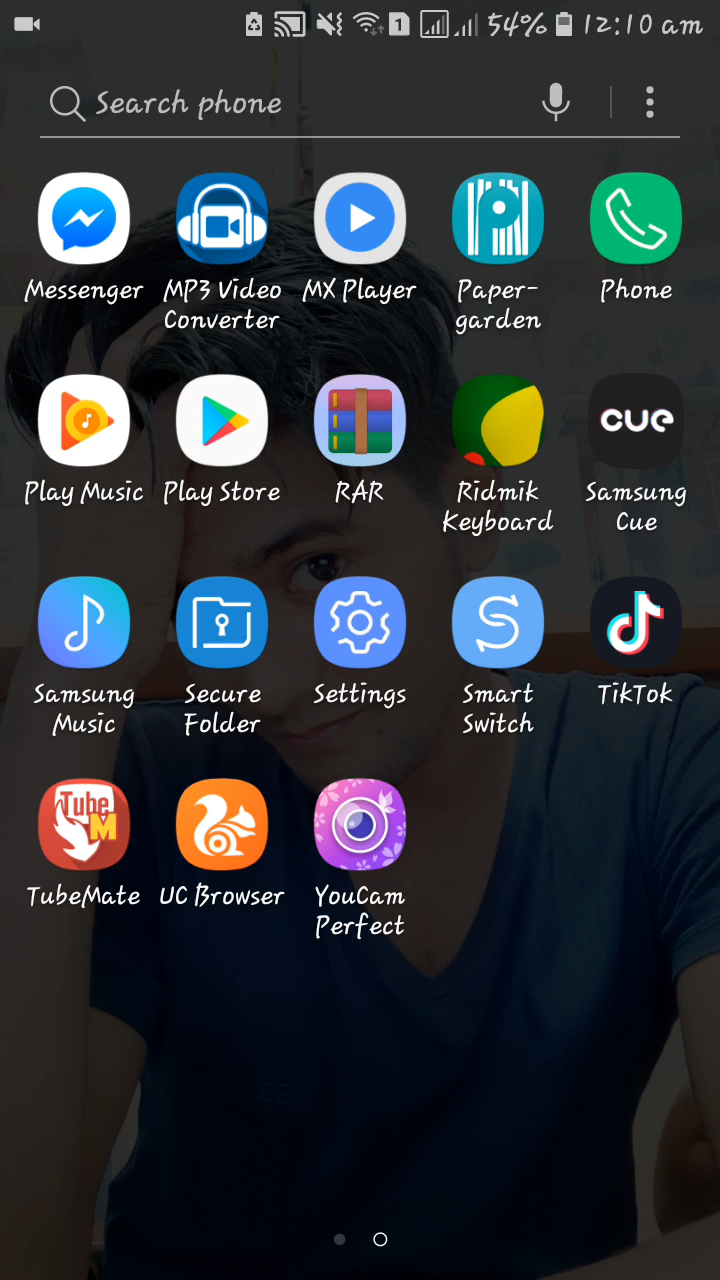 1 54% 12:10 am
Search phone
Messenger MP3 Video Converter MX Player Paper-garden Phone
Play Music Play Store RAR Ridmik Keyboard cue Samsung Cue
Samsung Music Secure Folder Settings Smart Switch TikTok
Tube M TubeMate UC Browser YouCam Perfect